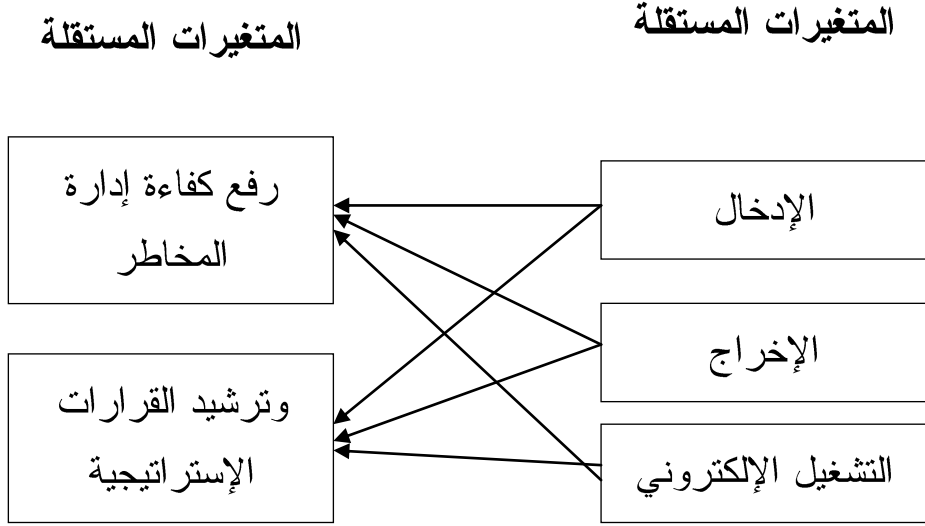 المتغيرات المستقلة
المتغيرات المستقلة
الإدخال
رفع كفاءة إدارة
المخاطر
الإخراج
وترشيد القرارات
الإستراتيجية
التشغيل الإلكتروني